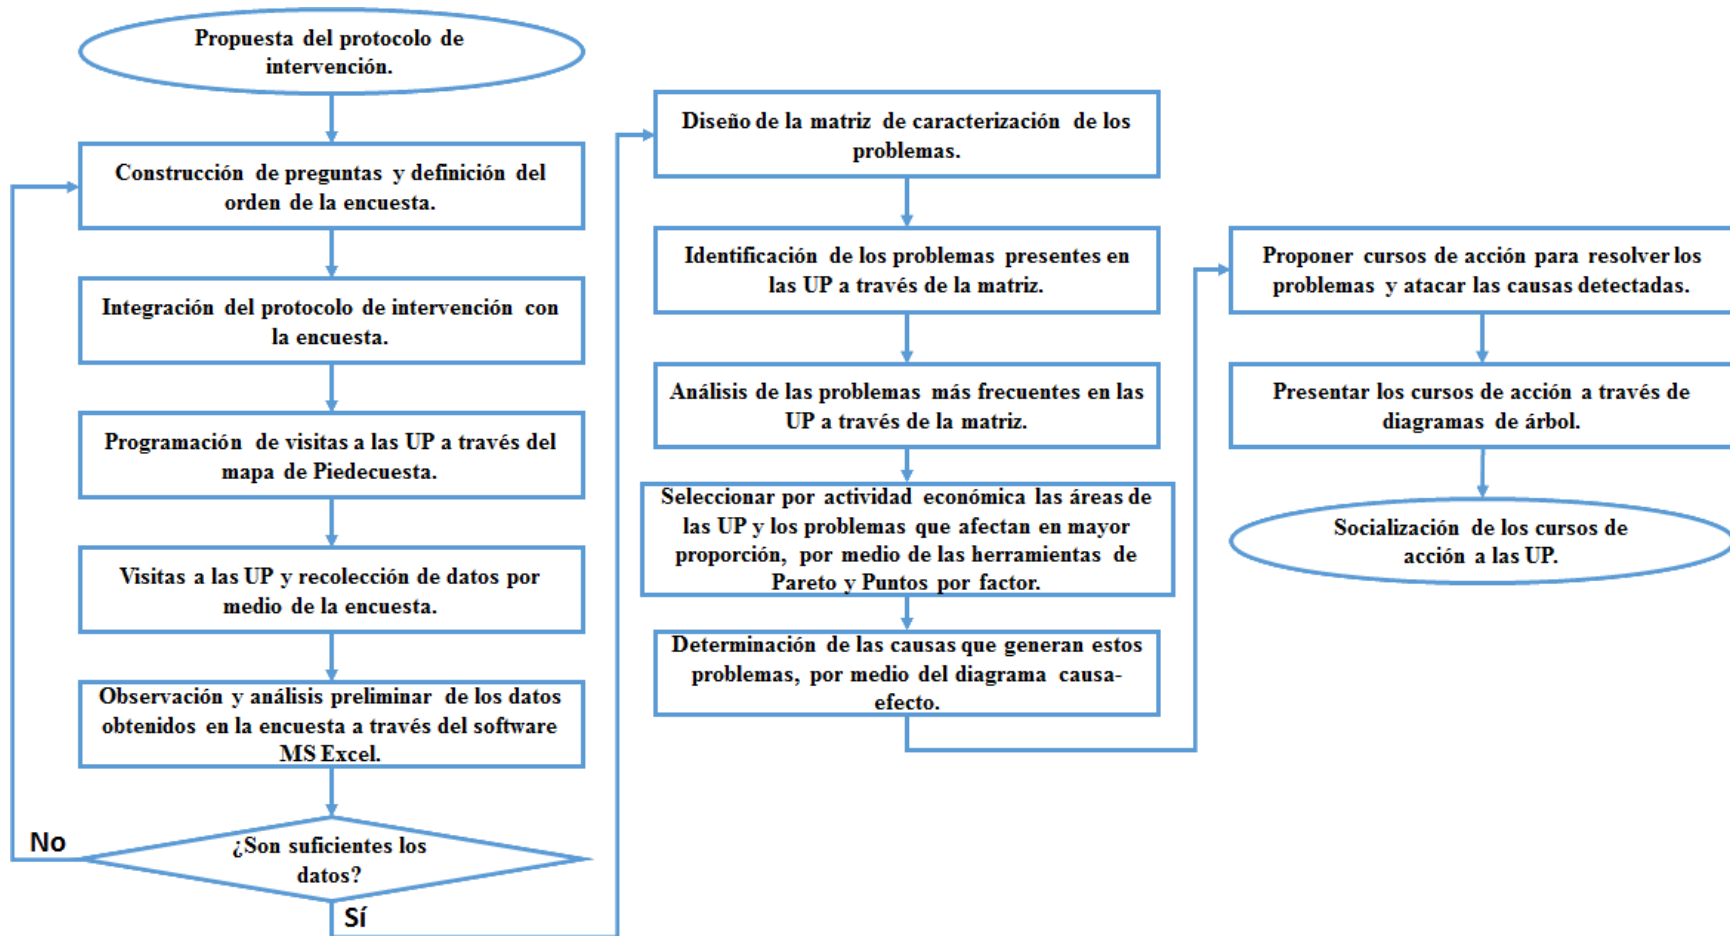 Propuesta del protocolo de
intervención.
Construcción de preguntas y definición del
orden de la encuesta.
Integración del protocolo de intervención con
la encuesta.
Programación de visitas a las UP a través del
mapa de Piedecuesta.
Visitas a las UP y recolección de datos por
medio de la encuesta.
Observación y análisis preliminar de los datos
obtenidos en la encuesta a través del software
MS Excel.
¿Son suficientes los
datos?
No
Sí
Diseño de la matriz de caracterización de los
problemas.
Identificación de los problemas presentes en
las UP a través de la matriz.
Análisis de las problemas más frecuentes en las
UP a través de la matriz.
Seleccionar por actividad económica las áreas de
las UP y los problemas que afectan en mayor
proporción, por medio de las herramientas de
Pareto y Puntos por factor.
Determinación de las causas que generan estos
problemas, por medio del diagrama causa-
efecto.
Proponer cursos de acción para resolver los
problemas y atacar las causas detectadas.
Presentar los cursos de acción a través de
diagramas de árbol.
Socialización de los cursos de
acción a las UP.